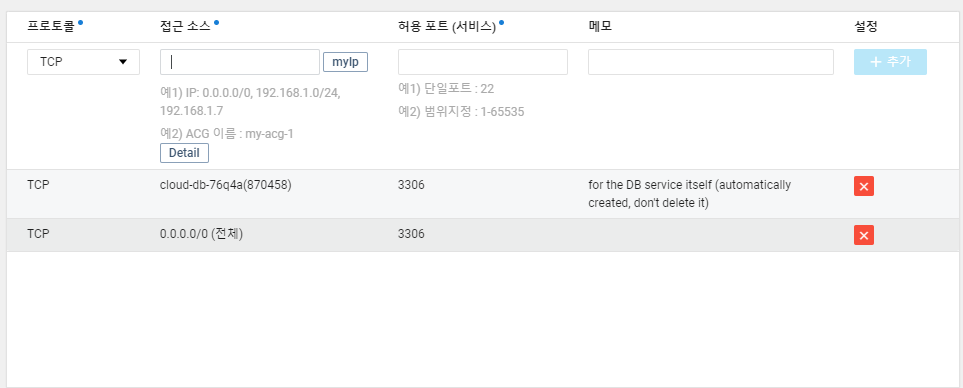 프로토콜 접근 소스 허용 포트 (서비스) 메모 설정
TCP myIp + 추가
예1) IP: 0.0.0.0/0, 192.168.1.0/24,
192.168.1.7
예2) ACG 이름 : my-acg-1
Detail
예1) 단일포트 : 22
예2) 범위지정 : 1-65535
TCP cloud-db-76q4a(870458) 3306 for the DB service itself (automatically
created, don't delete it)
TCP 0.0.0.0/0 (전체) 3306